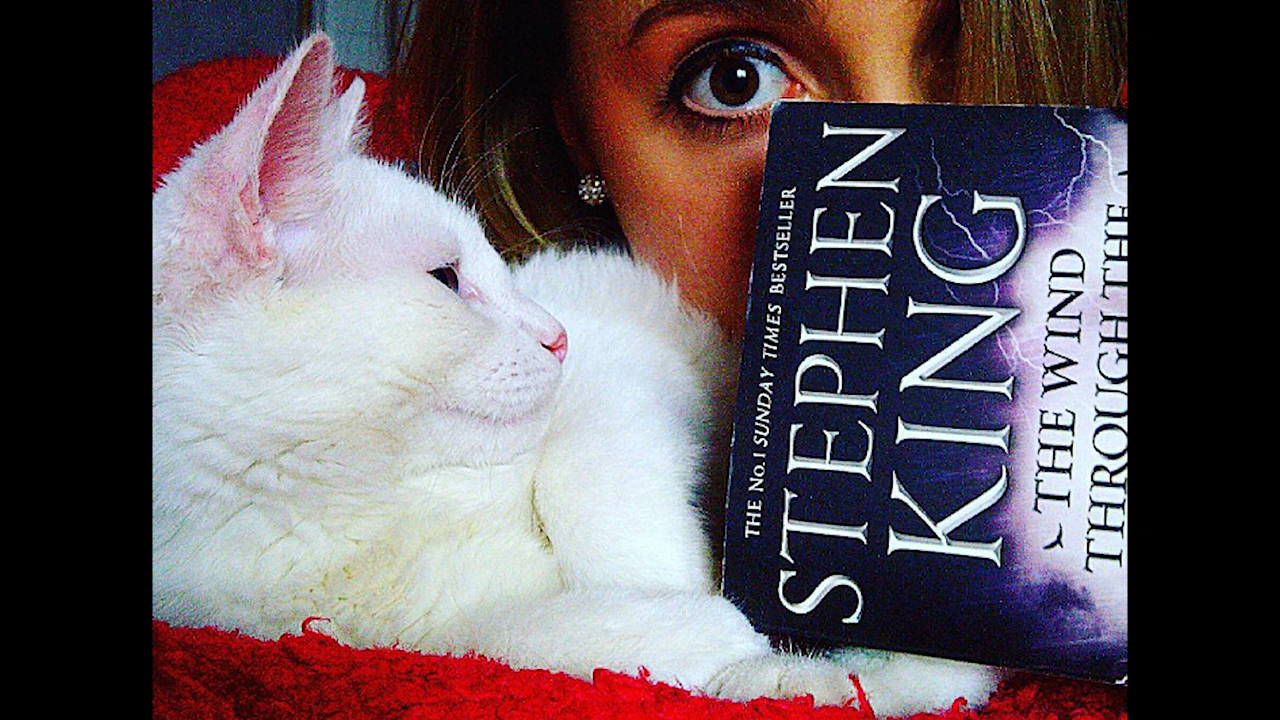 THE No.1 SUNDAY TIMES BESTSELLER
STEPHEN
KING
THE WIND
THROUGH THE